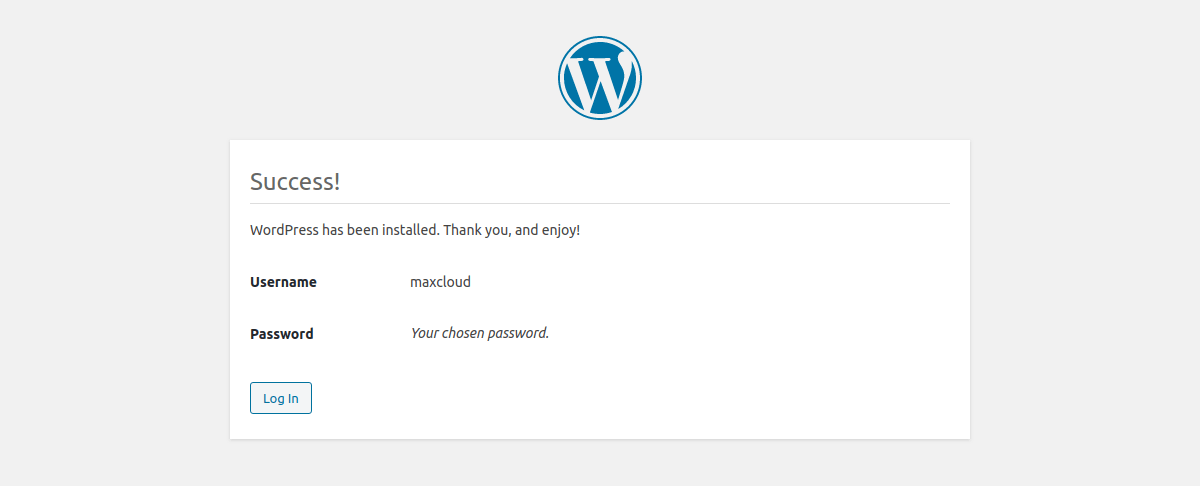 Success!
WordPress has been installed. Thank you, and enjoy!
Username maxcloud
Password Your chosen password.
Log In